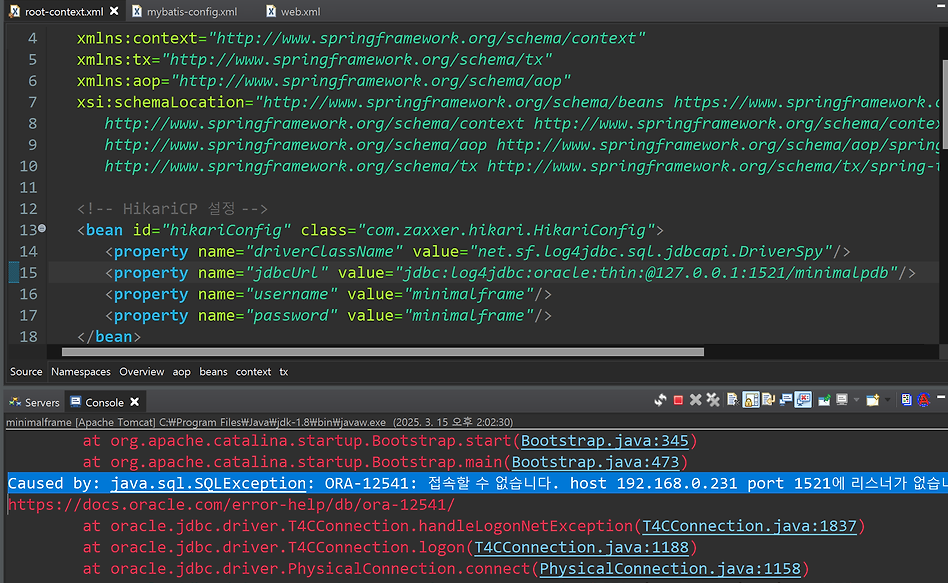 root-context.xml mybatis-config.xml web.xml
4 xmlns:context="http://www.springframework.org/schema/context"
5 xmlns:tx="http://www.springframework.org/schema/tx"
6 xmlns:aop="http://www.springframework.org/schema/aop"
7 xsi:schemaLocation="http://www.springframework.org/schema/beans https://www.springframework.
8 http://www.springframework.org/schema/context http://www.springframework.org/schema/contex
9 http://www.springframework.org/schema/aop http://www.springframework.org/schema/aop/spring
10 http://www.springframework.org/schema/tx http://www.springframework.org/schema/tx/spring-t
11
12 <!-- HikariCP 설정 -->
13 <bean id="hikariConfig" class="com.zaxxer.hikari.HikariConfig">
14 <property name="driverClassName" value="net.sf.log4jdbc.sql.jdbcapi.DriverSpy"/>
15 <property name="jdbcUrl" value="jdbc:log4jdbc:oracle:thin:@127.0.0.1:1521/minimalpdb"/>
16 <property name="username" value="minimalframe"/>
17 <property name="password" value="minimalframe"/>
18 </bean>
Source Namespaces Overview aop beans context tx
Servers Console
minimalframe [Apache Tomcat] C:₩Program Files₩Java₩jdk-1.8₩bin₩javaw.exe (2025. 3. 15 오후 2:02:30)
at org.apache.catalina.startup.Bootstrap.start(Bootstrap.java:345)
at org.apache.catalina.startup.Bootstrap.main(Bootstrap.java:473)
Caused by: java.sql.SQLException: ORA-12541: 접속할 수 없습니다. host 192.168.0.231 port 1521에 리스너가 없습니
https://docs.oracle.com/error-help/db/ora-12541/
at oracle.jdbc.driver.T4CConnection.handleLogonNetException(T4CConnection.java:1837)
at oracle.jdbc.driver.T4CConnection.logon(T4CConnection.java:1188)
at oracle.jdbc.driver.PhysicalConnection.connect(PhysicalConnection.java:1158)